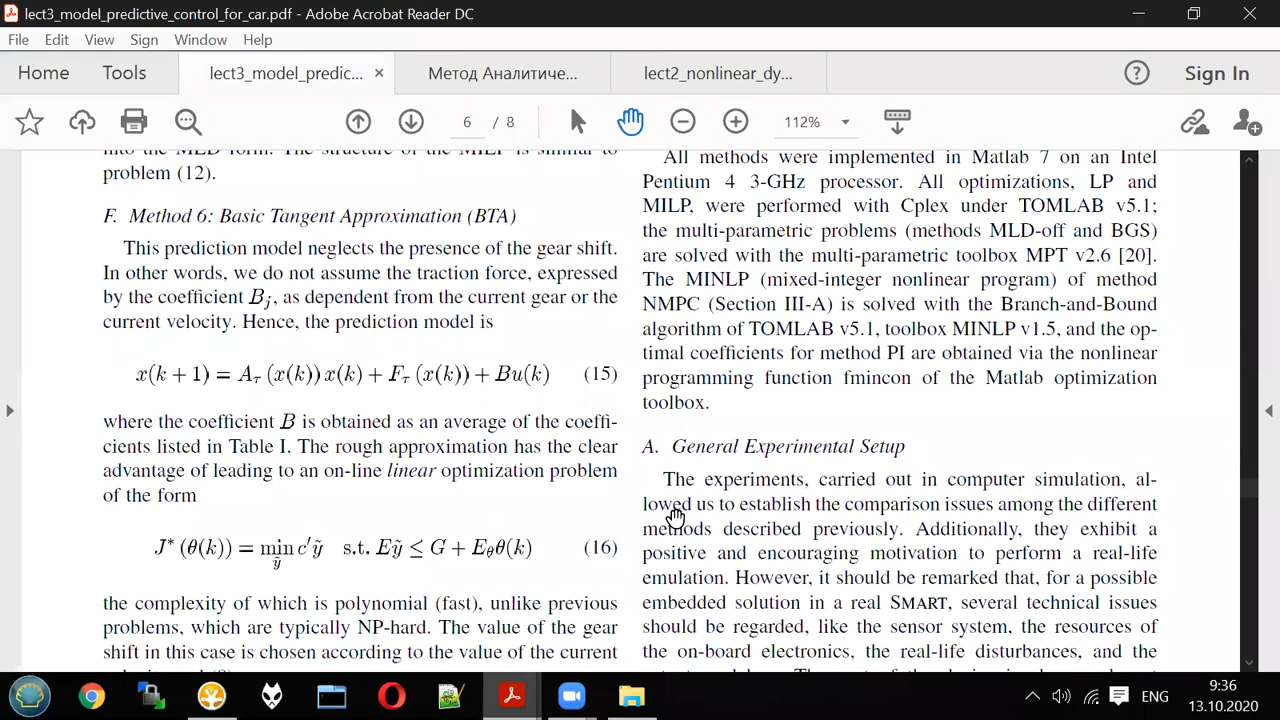 lect3_model_predictive_control_for_car.pdf - Adobe Acrobat Reader DC
File Edit View Sign Window Help
Home Tools lect3_model_predic... × Метод Аналитиче... lect2_nonlinear_dy... Sign In
6 / 8 112%
problem (12).
F. Method 6: Basic Tangent Approximation (BTA)
This prediction model neglects the presence of the gear shift.
In other words, we do not assume the traction force, expressed
by the coefficient B_j, as dependent from the current gear or the
current velocity. Hence, the prediction model is
x(k + 1) = A_τ (x(k)) x(k) + F_τ (x(k)) + Bu(k) (15)
where the coefficient B is obtained as an average of the coeffi-
cients listed in Table I. The rough approximation has the clear
advantage of leading to an on-line linear optimization problem
of the form
J* (θ(k)) = min c′ỹ s.t. Eỹ ≤ G + E_θθ(k) (16)
ỹ
the complexity of which is polynomial (fast), unlike previous
problems, which are typically NP-hard. The value of the gear
shift in this case is chosen according to the value of the current
All methods were implemented in Matlab 7 on an Intel
Pentium 4 3-GHz processor. All optimizations, LP and
MILP, were performed with Cplex under TOMLAB v5.1;
the multi-parametric problems (methods MLD-off and BGS)
are solved with the multi-parametric toolbox MPT v2.6 [20].
The MINLP (mixed-integer nonlinear program) of method
NMPC (Section III-A) is solved with the Branch-and-Bound
algorithm of TOMLAB v5.1, toolbox MINLP v1.5, and the op-
timal coefficients for method PI are obtained via the nonlinear
programming function fmincon of the Matlab optimization
toolbox.
A. General Experimental Setup
The experiments, carried out in computer simulation, al-
lowed us to establish the comparison issues among the different
methods described previously. Additionally, they exhibit a
positive and encouraging motivation to perform a real-life
emulation. However, it should be remarked that, for a possible
embedded solution in a real SMART, several technical issues
should be regarded, like the sensor system, the resources of
the on-board electronics, the real-life disturbances, and the
ENG
9:36
13.10.2020